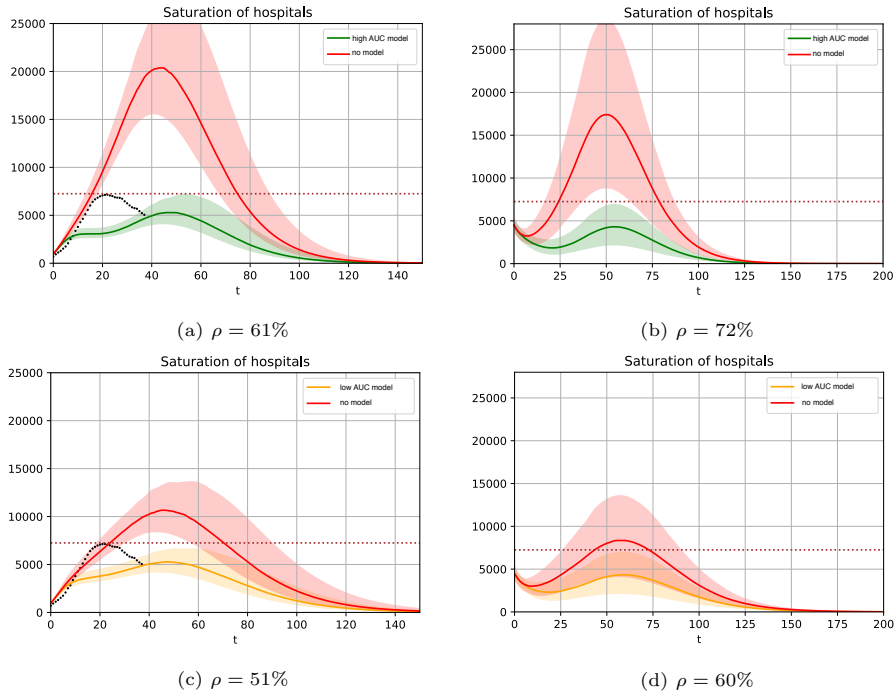 Saturation of hospitals
25000
20000
15000
10000
5000
0
0 20 40 60 80 100 120 140
t
high AUC model
no model
(a) ρ = 61%
Saturation of hospitals
25000
20000
15000
10000
5000
0
0 25 50 75 100 125 150 175 200
t
high AUC model
no model
(b) ρ = 72%
Saturation of hospitals
25000
20000
15000
10000
5000
0
0 20 40 60 80 100 120 140
t
low AUC model
no model
(c) ρ = 51%
Saturation of hospitals
25000
20000
15000
10000
5000
0
0 25 50 75 100 125 150 175 200
t
low AUC model
no model
(d) ρ = 60%